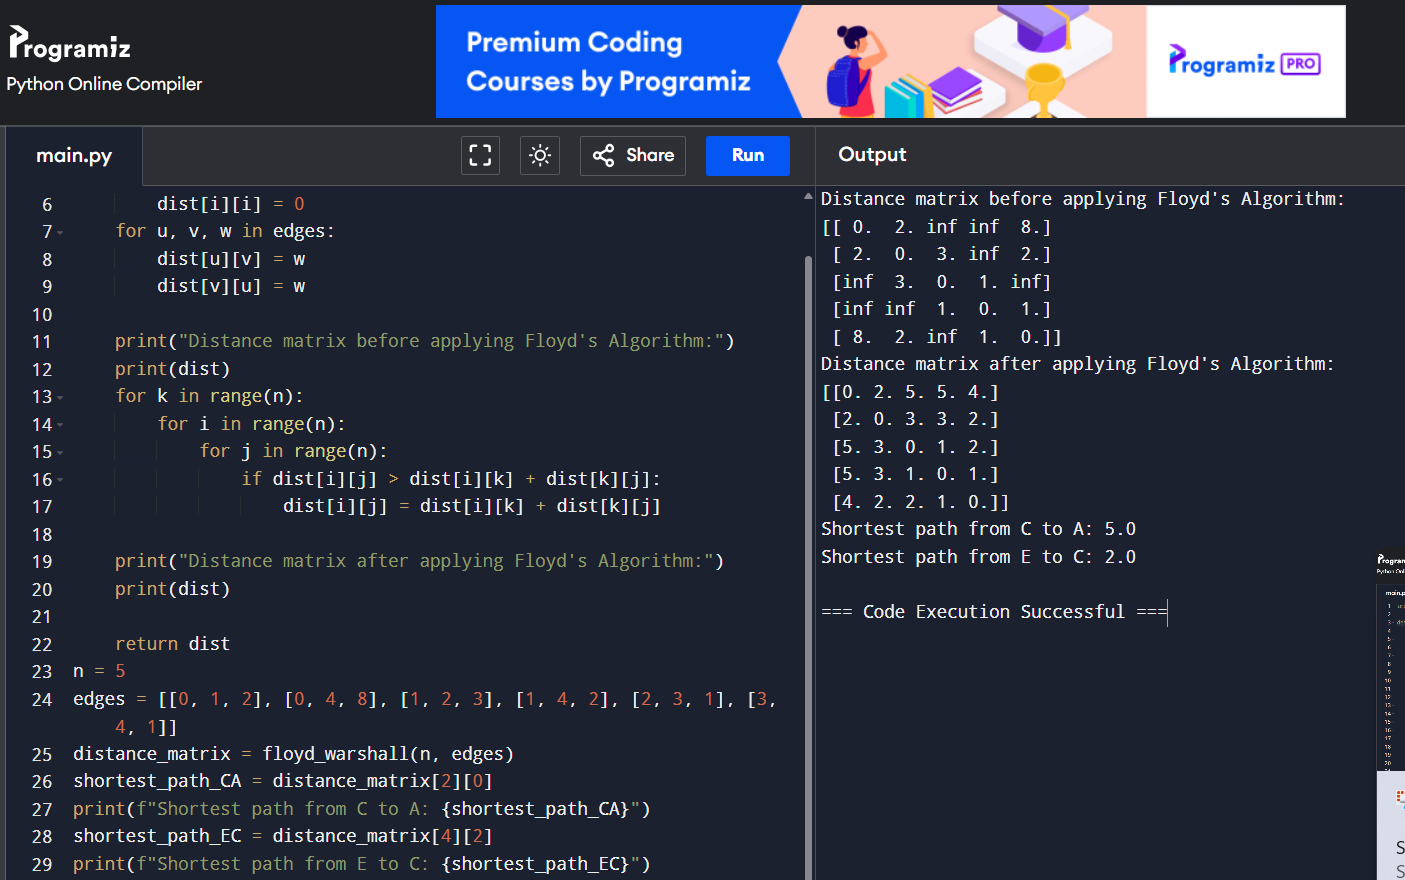 Programiz
Python Online Compiler
Premium Coding
Courses by Programiz
Programiz PRO
main.py
Share
Run
Output
6 dist[i][i] = 0
7 for u, v, w in edges:
8 dist[u][v] = w
9 dist[v][u] = w
10
11 print("Distance matrix before applying Floyd's Algorithm:")
12 print(dist)
13 for k in range(n):
14 for i in range(n):
15 for j in range(n):
16 if dist[i][j] > dist[i][k] + dist[k][j]:
17 dist[i][j] = dist[i][k] + dist[k][j]
18
19 print("Distance matrix after applying Floyd's Algorithm:")
20 print(dist)
21
22 return dist
23 n = 5
24 edges = [[0, 1, 2], [0, 4, 8], [1, 2, 3], [1, 4, 2], [2, 3, 1], [3,
4, 1]]
25 distance_matrix = floyd_warshall(n, edges)
26 shortest_path_CA = distance_matrix[2][0]
27 print(f"Shortest path from C to A: {shortest_path_CA}")
28 shortest_path_EC = distance_matrix[4][2]
29 print(f"Shortest path from E to C: {shortest_path_EC}")
Distance matrix before applying Floyd's Algorithm:
[[ 0. 2. inf inf 8.]
[ 2. 0. 3. inf 2.]
[inf 3. 0. 1. inf]
[inf inf 1. 0. 1.]
[ 8. 2. inf 1. 0.]]
Distance matrix after applying Floyd's Algorithm:
[[0. 2. 5. 5. 4.]
[2. 0. 3. 3. 2.]
[5. 3. 0. 1. 2.]
[5. 3. 1. 0. 1.]
[4. 2. 2. 1. 0.]]
Shortest path from C to A: 5.0
Shortest path from E to C: 2.0
=== Code Execution Successful ===